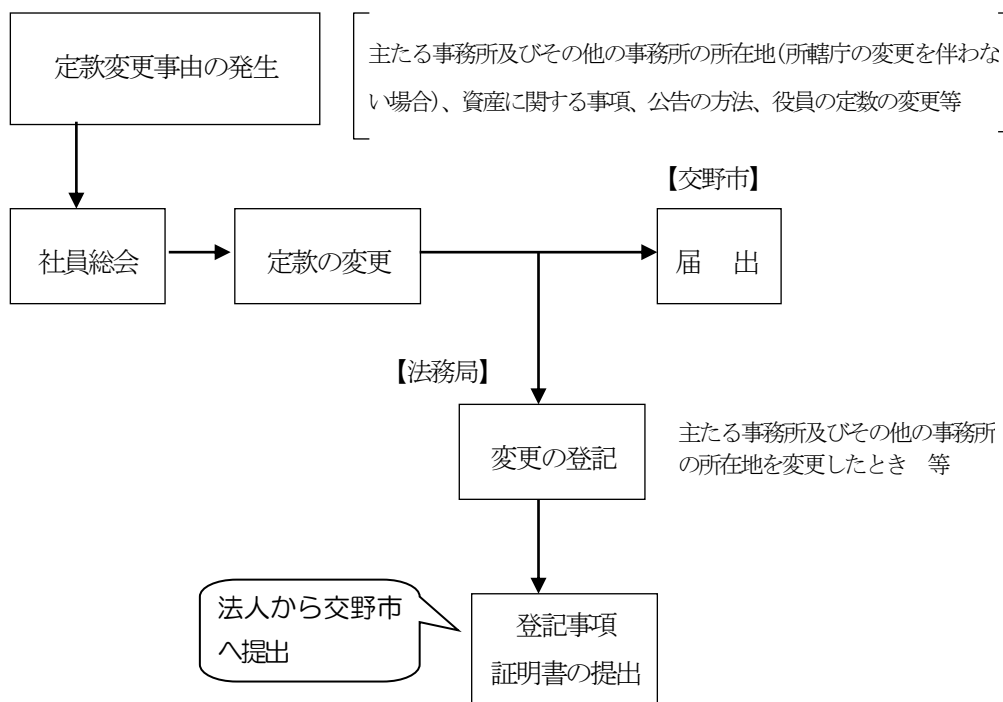 定款変更事由の発生
主たる事務所及びその他の事務所の所在地(所轄庁の変更を伴わな
い場合)、資産に関する事項、公告の方法、役員の定数の変更等
【交野市】
社員総会
定款の変更
届　出
【法務局】
変更の登記
主たる事務所及びその他の事務所
の所在地を変更したとき　等
法人から交野市
へ提出
登記事項
証明書の提出